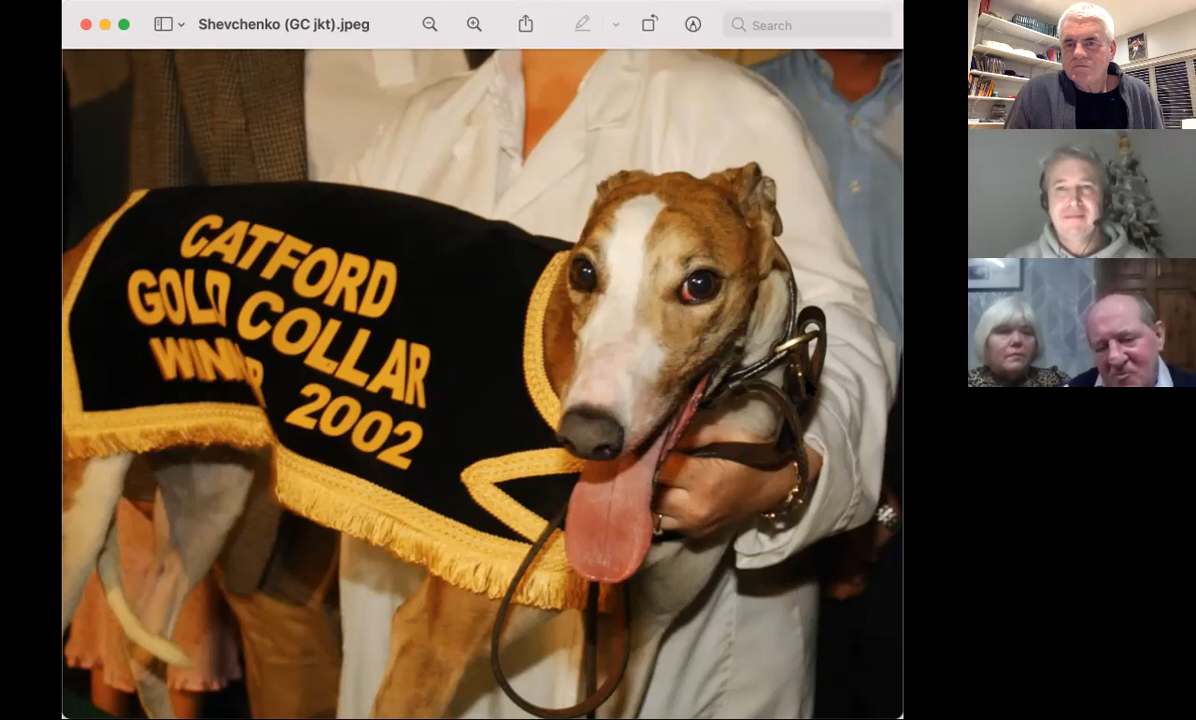 Shevchenko (GC jkt).jpeg
Search
CATFORD
GOLD COLLAR
WINNER 2002